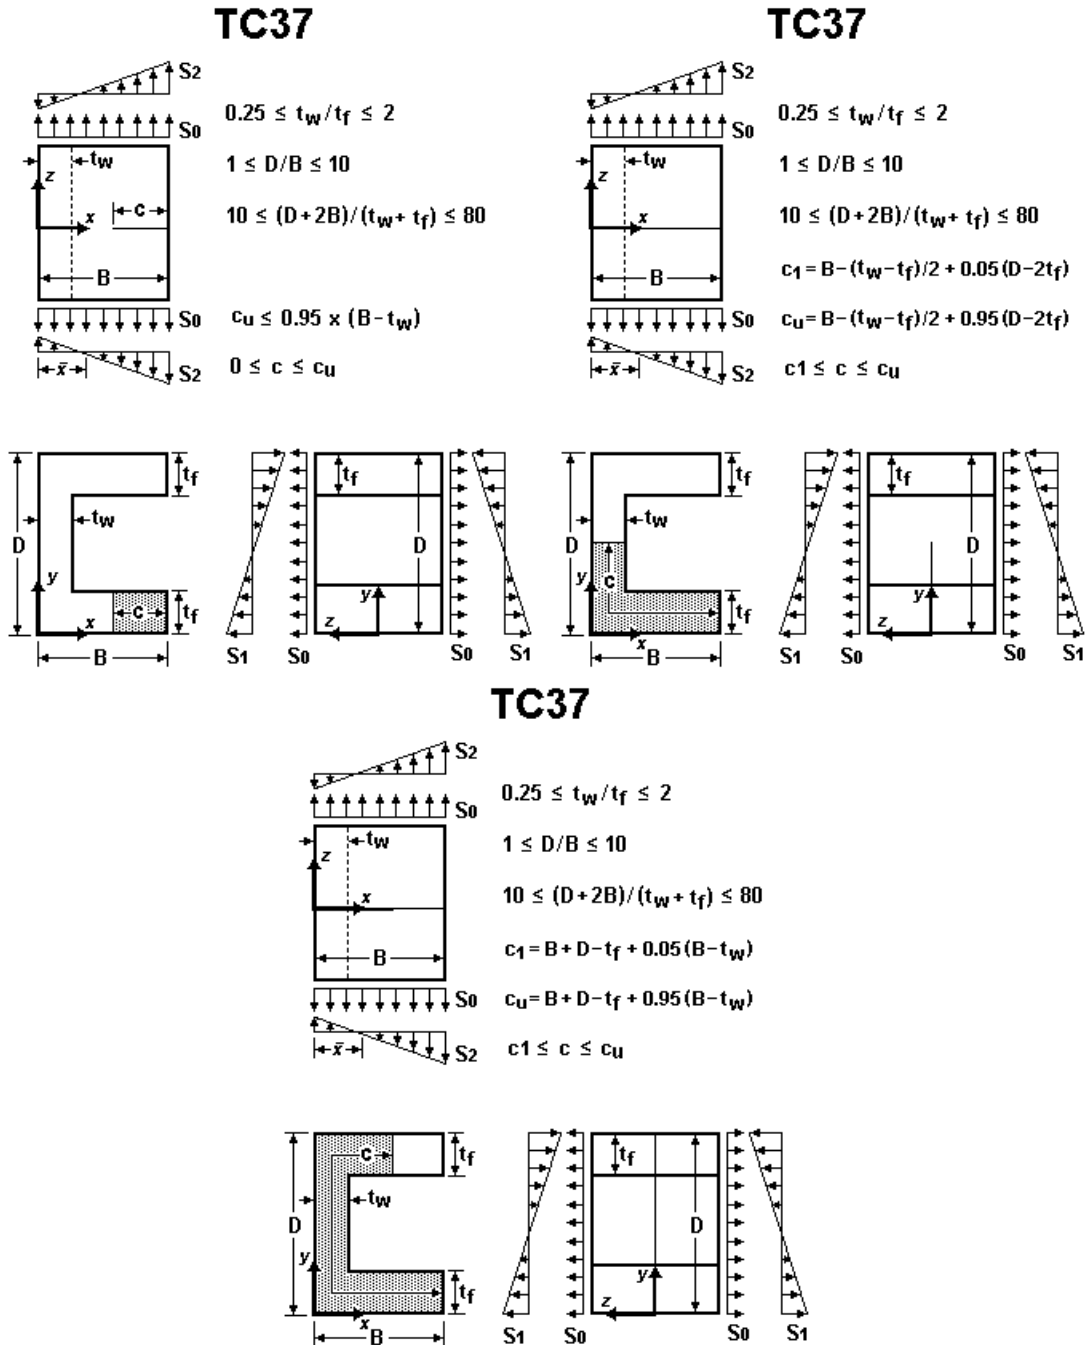 TC37
S2
0.25 ≤ tw/tf ≤ 2
S0
tw
1 ≤ D/B ≤ 10
z
c
x
10 ≤ (D+2B)/(tw+tf) ≤ 80
B
S0
cu ≤ 0.95 x (B-tw)
x̄
S2
0 ≤ c ≤ cu
tf
tw
D
y
c
x
tf
B
tf
D
y
z
S1
S0
S0
S1
TC37
S2
0.25 ≤ tw/tf ≤ 2
S0
tw
1 ≤ D/B ≤ 10
z
x
10 ≤ (D+2B)/(tw+tf) ≤ 80
c1=B-(tw-tf)/2+0.05(D-2tf)
B
S0
cu=B-(tw-tf)/2+0.95(D-2tf)
x̄
S2
c1 ≤ c ≤ cu
tf
tw
D
y
c
x
tf
B
tf
D
y
z
S1
S0
S0
S1
TC37
S2
0.25 ≤ tw/tf ≤ 2
S0
tw
1 ≤ D/B ≤ 10
z
x
10 ≤ (D+2B)/(tw+tf) ≤ 80
B
c1=B+D-tf+0.05(B-tw)
S0
cu=B+D-tf+0.95(B-tw)
x̄
S2
c1 ≤ c ≤ cu
c
tf
tw
D
y
x
tf
B
tf
D
y
z
S1
S0
S0
S1